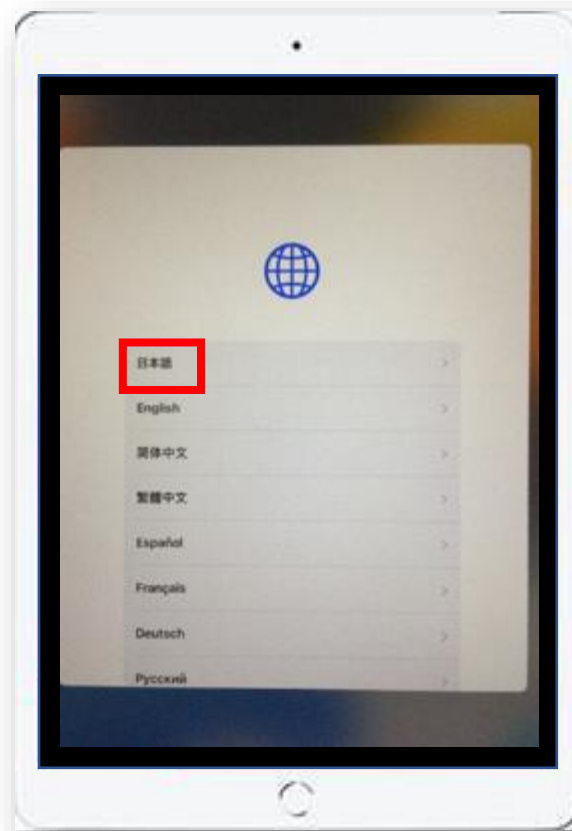 日本語
English
简体中文
繁體中文
Español
Français
Deutsch
Русский